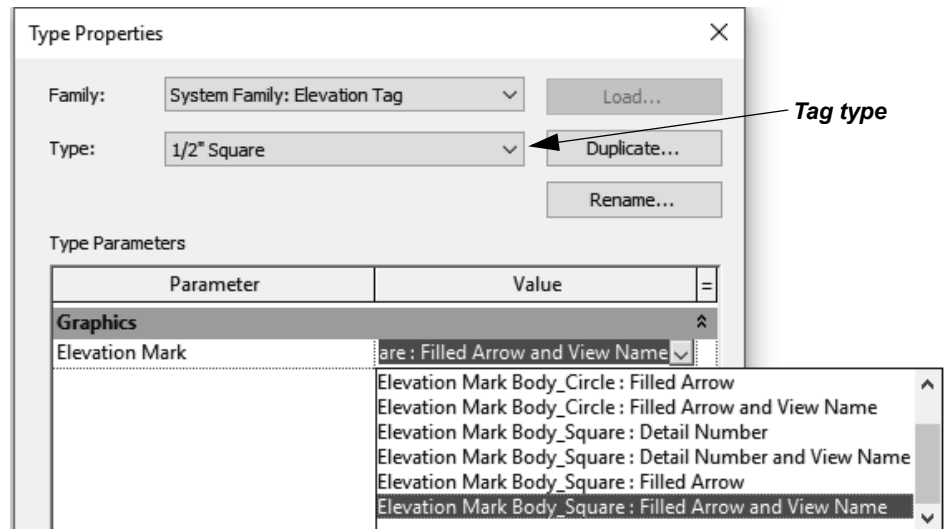 Type Properties
Family: System Family: Elevation Tag Load...
Tag type
Type: 1/2" Square Duplicate...
Rename...
Type Parameters
Parameter Value =
Graphics
Elevation Mark are : Filled Arrow and View Name
Elevation Mark Body_Circle : Filled Arrow
Elevation Mark Body_Circle : Filled Arrow and View Name
Elevation Mark Body_Square : Detail Number
Elevation Mark Body_Square : Detail Number and View Name
Elevation Mark Body_Square : Filled Arrow
Elevation Mark Body_Square : Filled Arrow and View Name